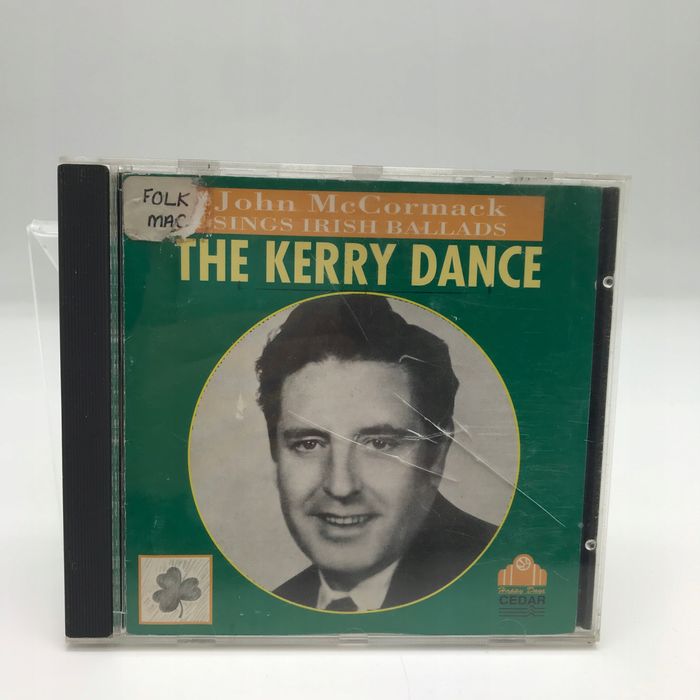 FOLK
MAC
John McCormack
SINGS IRISH BALLADS
THE KERRY DANCE
Happy Days
CEDAR